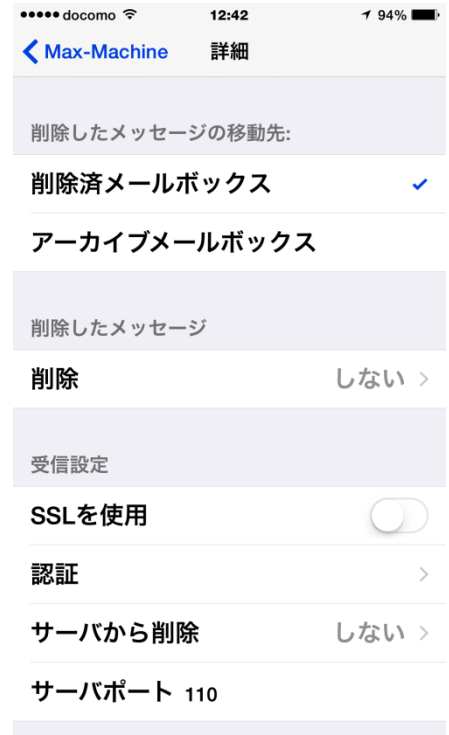 docomo 12:42 94%
Max-Machine 詳細
削除したメッセージの移動先:
削除済メールボックス
アーカイブメールボックス
削除したメッセージ
削除 しない
受信設定
SSLを使用
認証
サーバから削除 しない
サーバポート 110